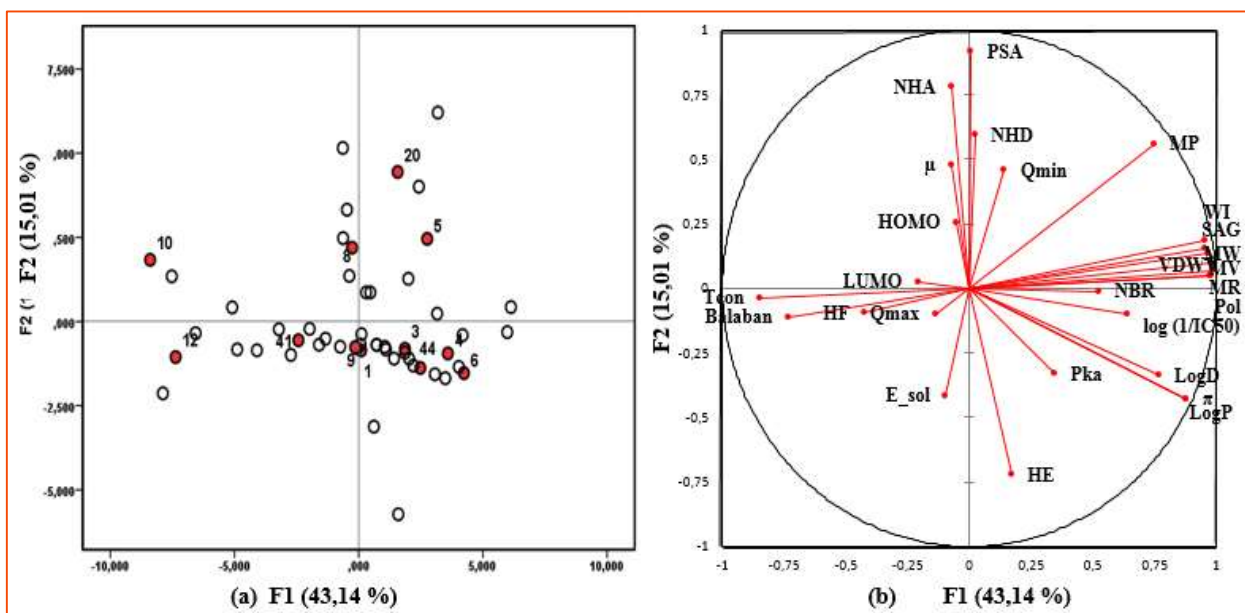 7,500
,000
,500
,000
-2,500
-5,000
F2 (15,01 %)
20
5
10
8
12
41
9
1
3
44
4
6
-10,000
-5,000
,000
5,000
10,000
(a) F1 (43,14 %)
1
0,75
0,5
0,25
0
-0,25
-0,5
-0,75
-1
F2 (15,01 %)
PSA
NHA
NHD
MP
µ
Qmin
HOMO
WI
SAG
MW
VDW
MV
LUMO
NBR
MR
Tcon
Pol
Balaban
HF
Qmax
log (1/IC50)
Pka
LogD
π
LogP
E_sol
HE
-1
-0,75
-0,5
-0,25
0
0,25
0,5
0,75
1
(b) F1 (43,14 %)